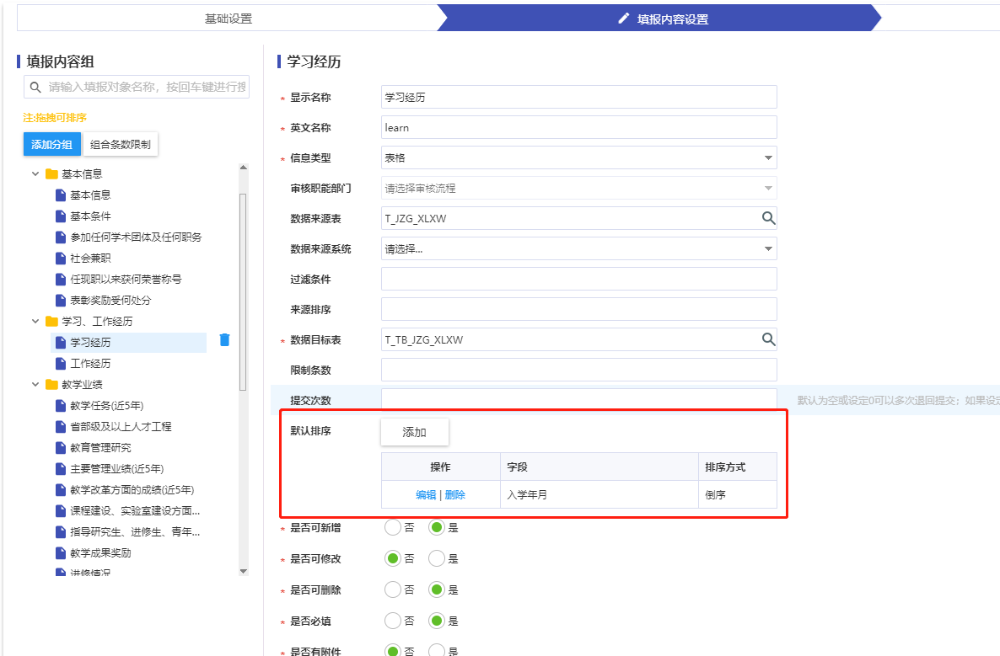 基础设置
填报内容设置
填报内容组
请输入填报对象名称，按回车键进行搜
注:拖拽可排序
添加分组 组合条数限制
基本信息
基本信息
基本条件
参加任何学术团体及任何职务
社会兼职
任现职以来获何荣誉称号
表彰奖励受何处分
学习、工作经历
学习经历
工作经历
教学业绩
教学任务(近5年)
省部级及以上人才工程
教育管理研究
主要管理业绩(近5年)
教学改革方面的成绩(近5年)
课程建设、实验室建设方面...
指导研究生、进修生、青年...
教学成果奖励
进修情况
学习经历
* 显示名称 学习经历
* 英文名称 learn
* 信息类型 表格
审核职能部门 请选择审核流程
数据来源表 T_JZG_XLXW
数据来源系统 请选择...
过滤条件
来源排序
* 数据目标表 T_TB_JZG_XLXW
限制条数
提交次数 默认为空或设定0可以多次退回提交；如果设定
默认排序 添加
操作 字段 排序方式
编辑 | 删除 入学年月 倒序
* 是否可新增 否 是
* 是否可修改 否 是
* 是否可删除 否 是
* 是否必填 否 是
* 是否有附件 否 是